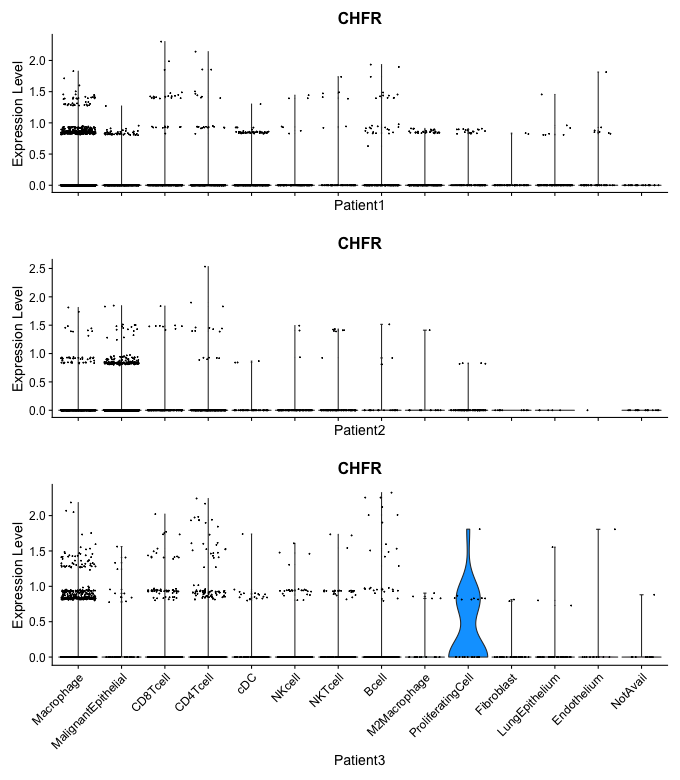 CHFR
Expression Level
2.0
1.5
1.0
0.5
0.0
Patient1
CHFR
Expression Level
2.5
2.0
1.5
1.0
0.5
0.0
Patient2
CHFR
Expression Level
2.0
1.5
1.0
0.5
0.0
Macrophage
MalignantEpithelial
CD8Tcell
CD4Tcell
cDC
NKcell
NKTcell
Bcell
M2Macrophage
ProliferatingCell
Fibroblast
LungEpithelium
Endothelium
NotAvail
Patient3